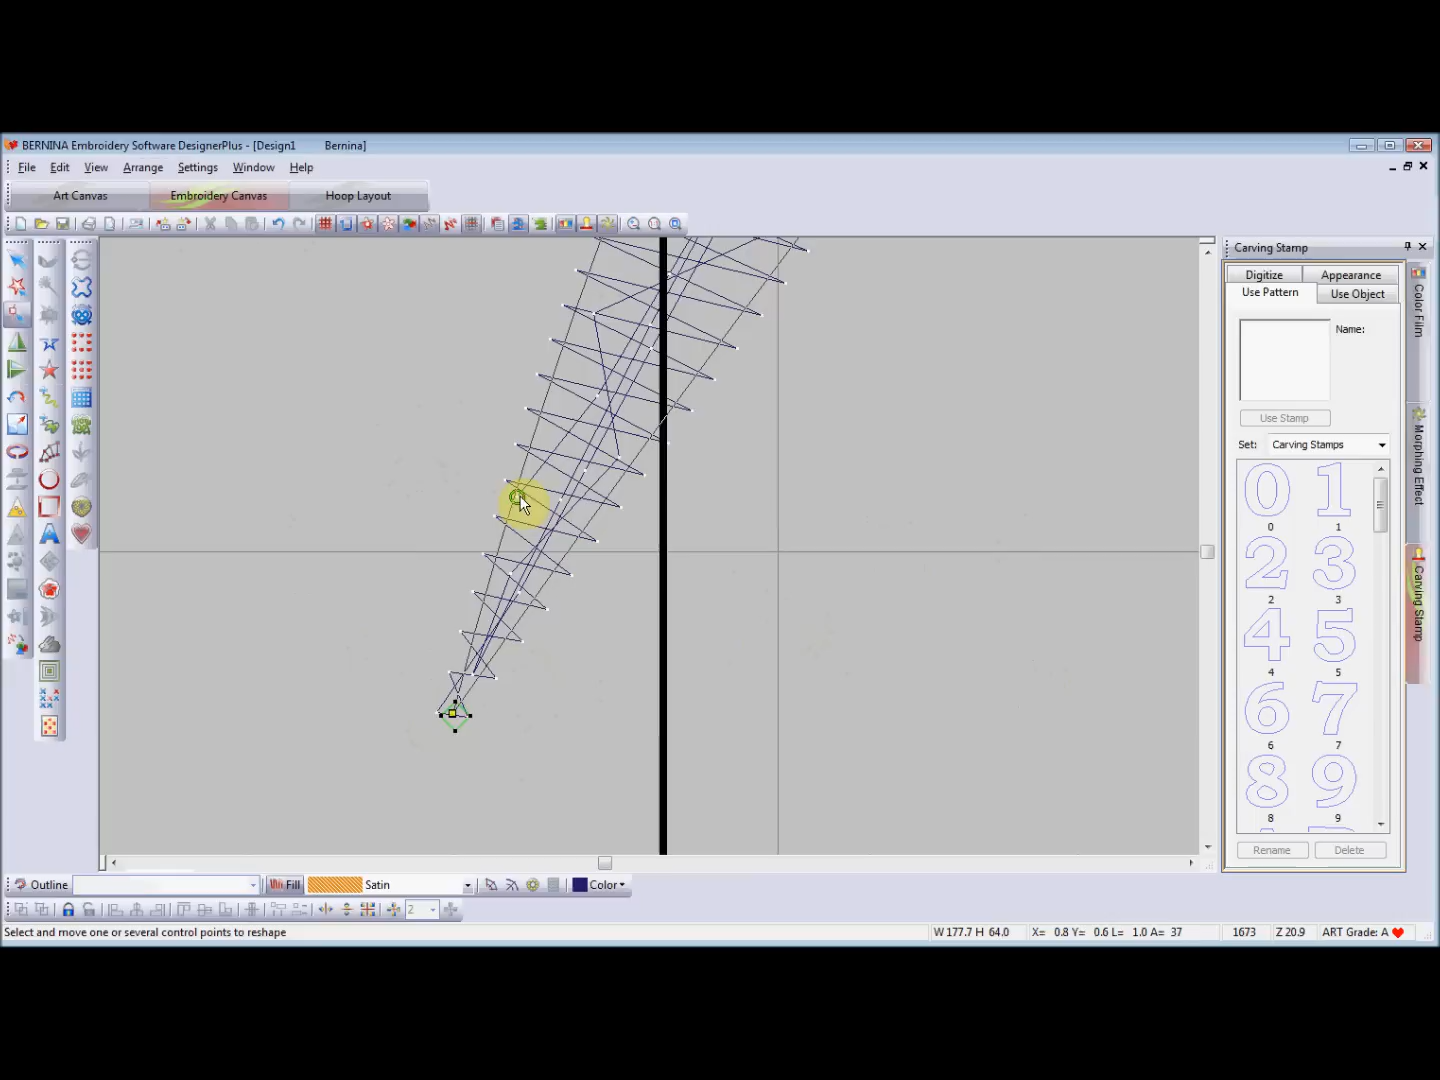 BERNINA Embroidery Software DesignerPlus - [Design1 Bernina]
File Edit View Arrange Settings Window Help
Art Canvas Embroidery Canvas Hoop Layout
Carving Stamp
Digitize Appearance
Use Pattern Use Object
Name:
Use Stamp
Set: Carving Stamps
0 1
0 1
2 3
2 3
4 5
4 5
6 7
6 7
8 9
8 9
Rename Delete
Color Film
Morphing Effect
Carving Stamp
Outline Fill Satin Color
2
Select and move one or several control points to reshape W 177.7 H 64.0 X= 0.8 Y= 0.6 L= 1.0 A= 37 1673 Z 20.9 ART Grade: A